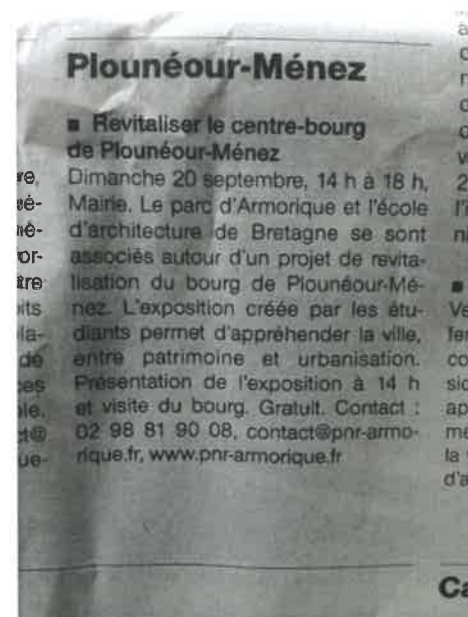 Plounéour-Ménez
■ Revitaliser le centre-bourg
de Plounéour-Ménez
Dimanche 20 septembre, 14 h à 18 h,
Mairie. Le parc d'Armorique et l'école
d'architecture de Bretagne se sont
associés autour d'un projet de revita-
lisation du bourg de Plounéour-Mé-
nez. L'exposition créée par les étu-
diants permet d'appréhender la ville,
entre patrimoine et urbanisation.
Présentation de l'exposition à 14 h
et visite du bourg. Gratuit. Contact :
02 98 81 90 08, contact@pnr-armo-
rique.fr, www.pnr-armorique.fr